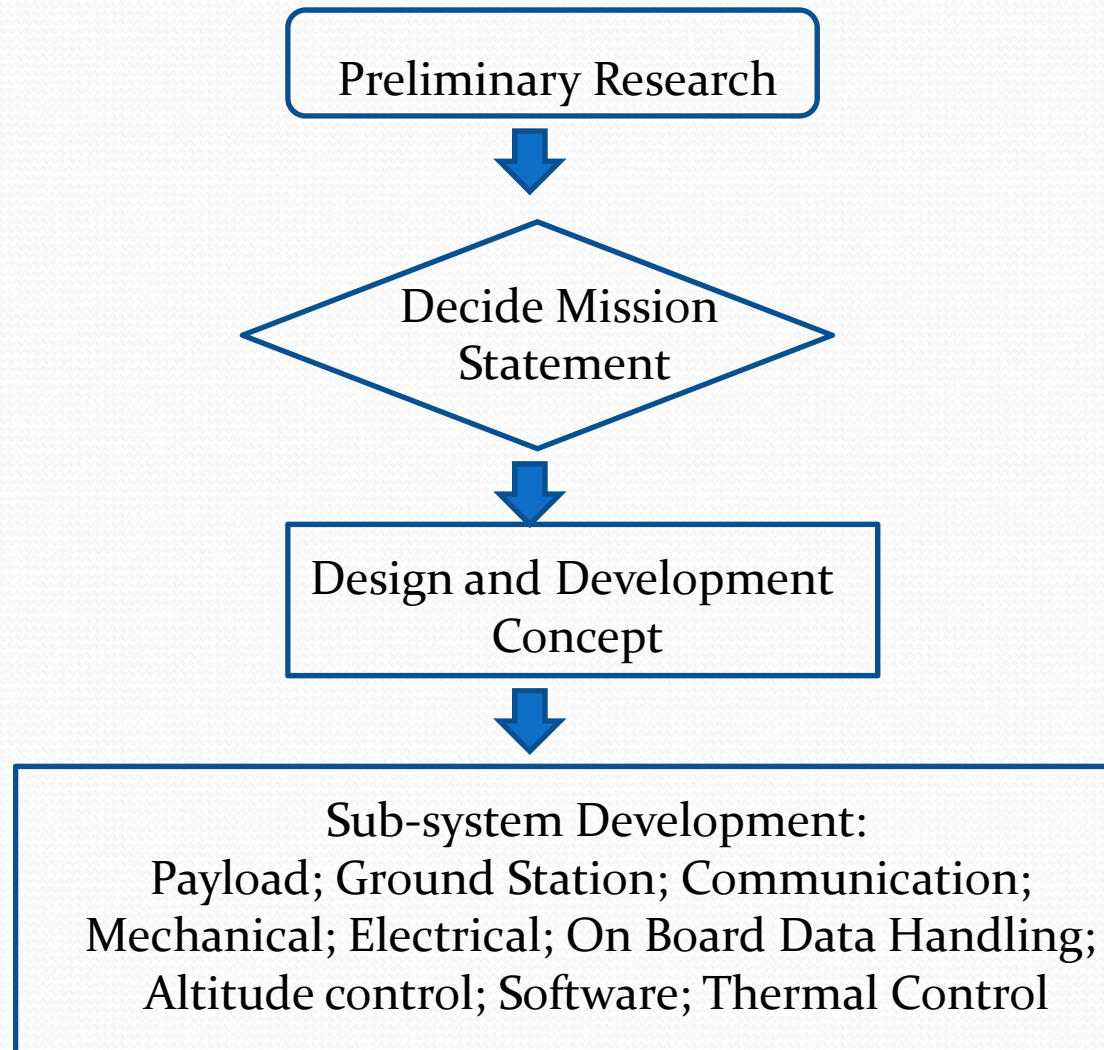 Preliminary Research
Decide Mission
Statement
Design and Development
Concept
Sub-system Development:
Payload; Ground Station; Communication;
Mechanical; Electrical; On Board Data Handling;
Altitude control; Software; Thermal Control